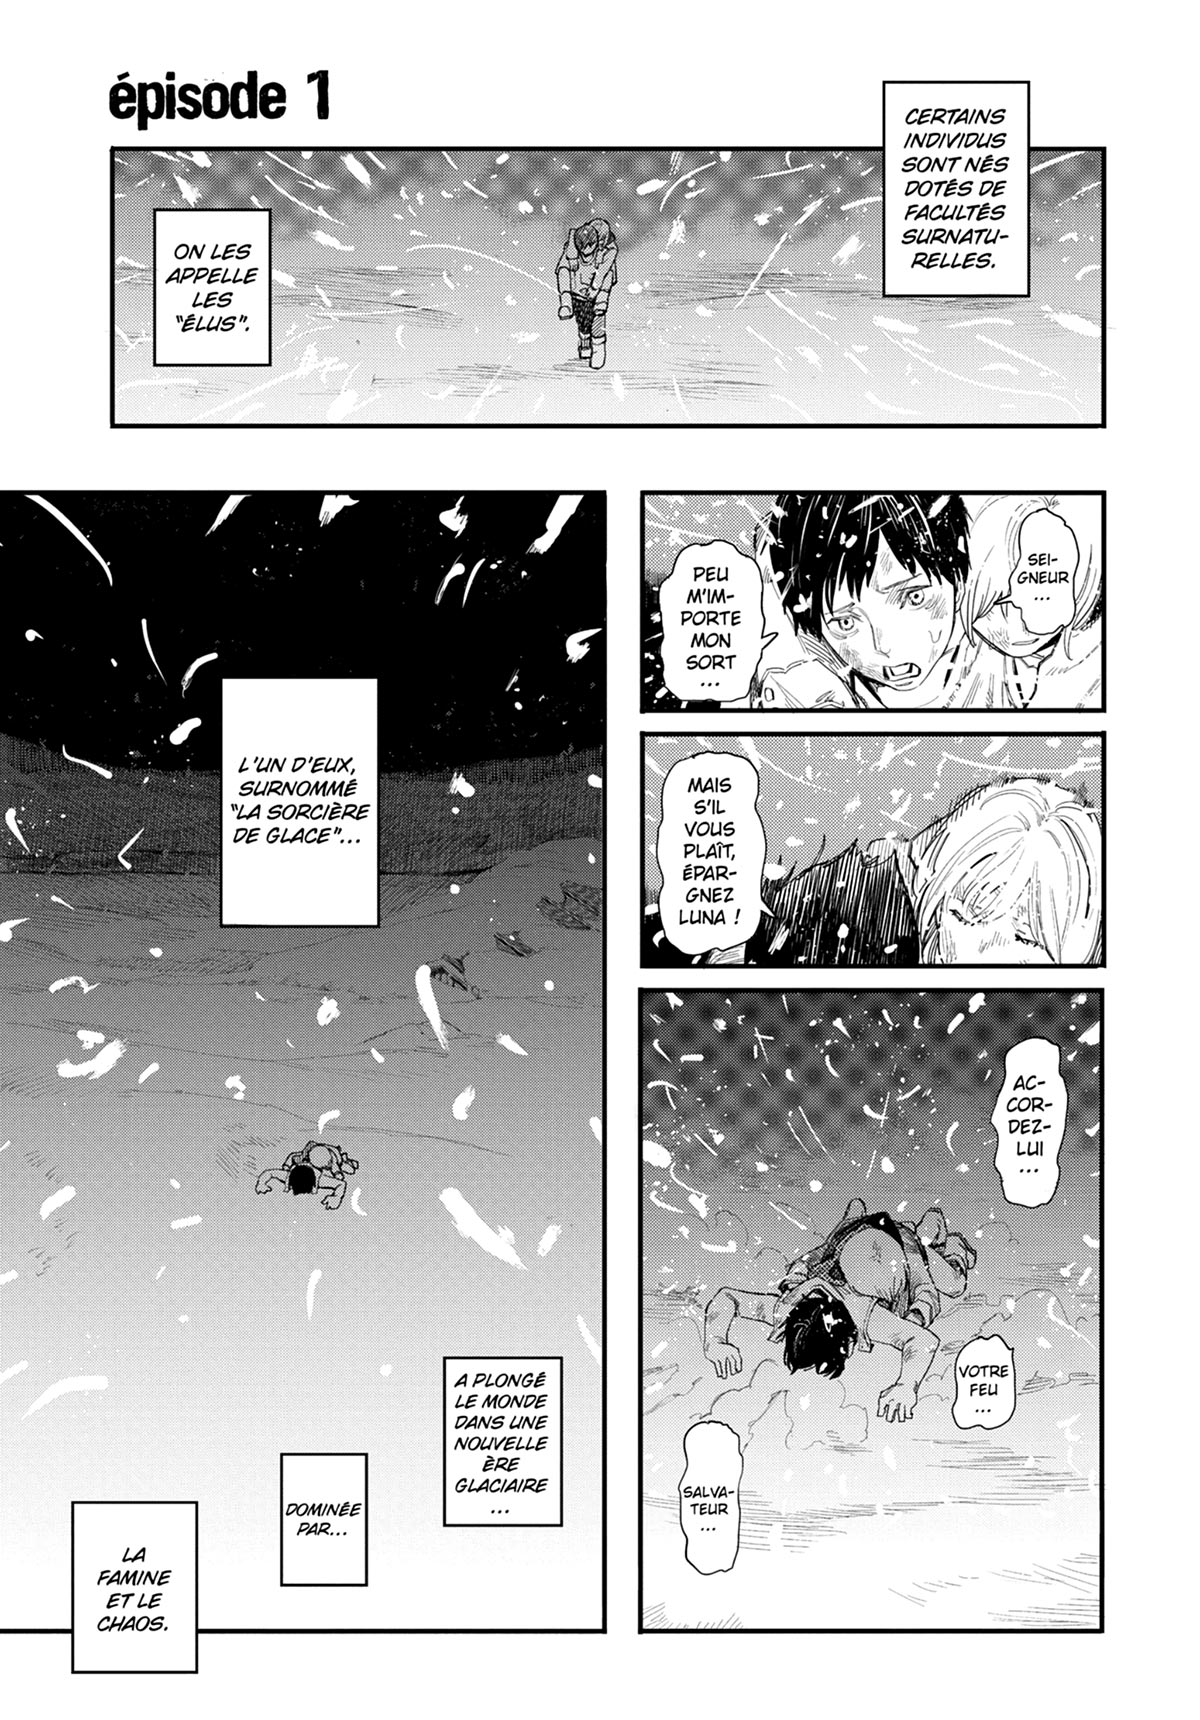 épisode 1
CERTAINS
INDIVIDUS
SONT NÉS
DOTÉS DE
FACULTÉS
SURNATU-
RELLES.
ON LES
APPELLE
LES
"ÉLUS".
SEI-
GNEUR
...
PEU
M'IM-
PORTE
MON
SORT
...
MAIS
S'IL
VOUS
PLAÎT,
ÉPAR-
GNEZ
LUNA !
AC-
COR-
DEZ-
LUI
...
VOTRE
FEU
...
SALVA-
TEUR
...
L'UN D'EUX,
SURNOMMÉ
"LA SORCIÈRE
DE GLACE"...
A PLONGÉ
LE MONDE
DANS UNE
NOUVELLE
ÈRE
GLACIAIRE
...
DOMINÉE
PAR...
LA
FAMINE
ET LE
CHAOS.